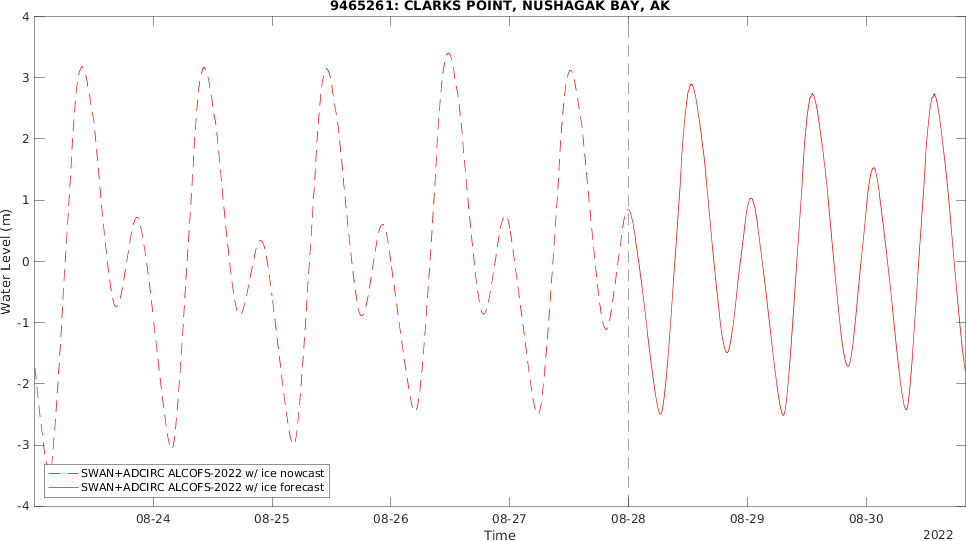 9465261: CLARKS POINT, NUSHAGAK BAY, AK
4
3
2
1
0
-1
-2
-3
-4
Water Level (m)
SWAN+ADCIRC ALCOFS-2022 w/ ice nowcast
SWAN+ADCIRC ALCOFS-2022 w/ ice forecast
08-24 08-25 08-26 08-27 08-28 08-29 08-30
Time
2022